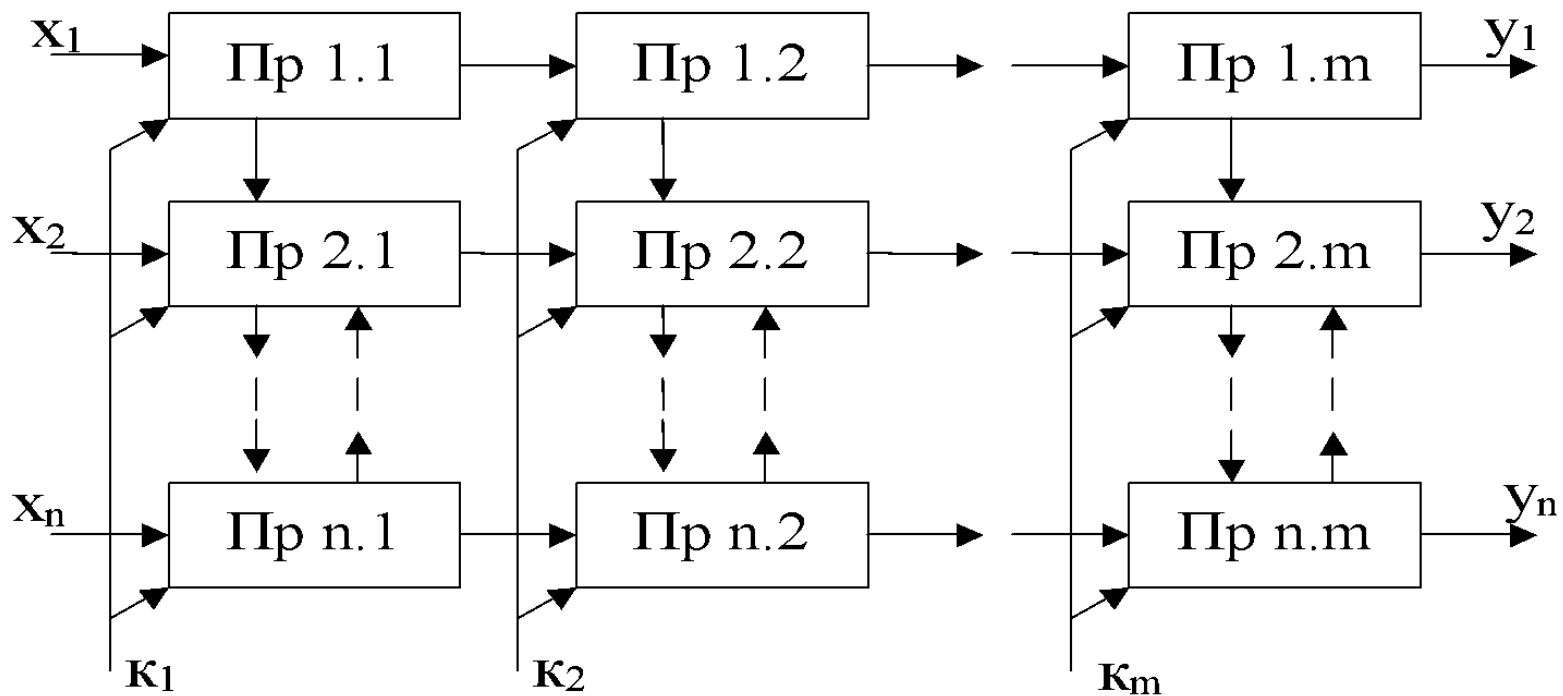 x1 Пр 1.1 Пр 1.2 Пр 1.m y1
x2 Пр 2.1 Пр 2.2 Пр 2.m y2
xn Пр n.1 Пр n.2 Пр n.m yn
к1 к2 кm